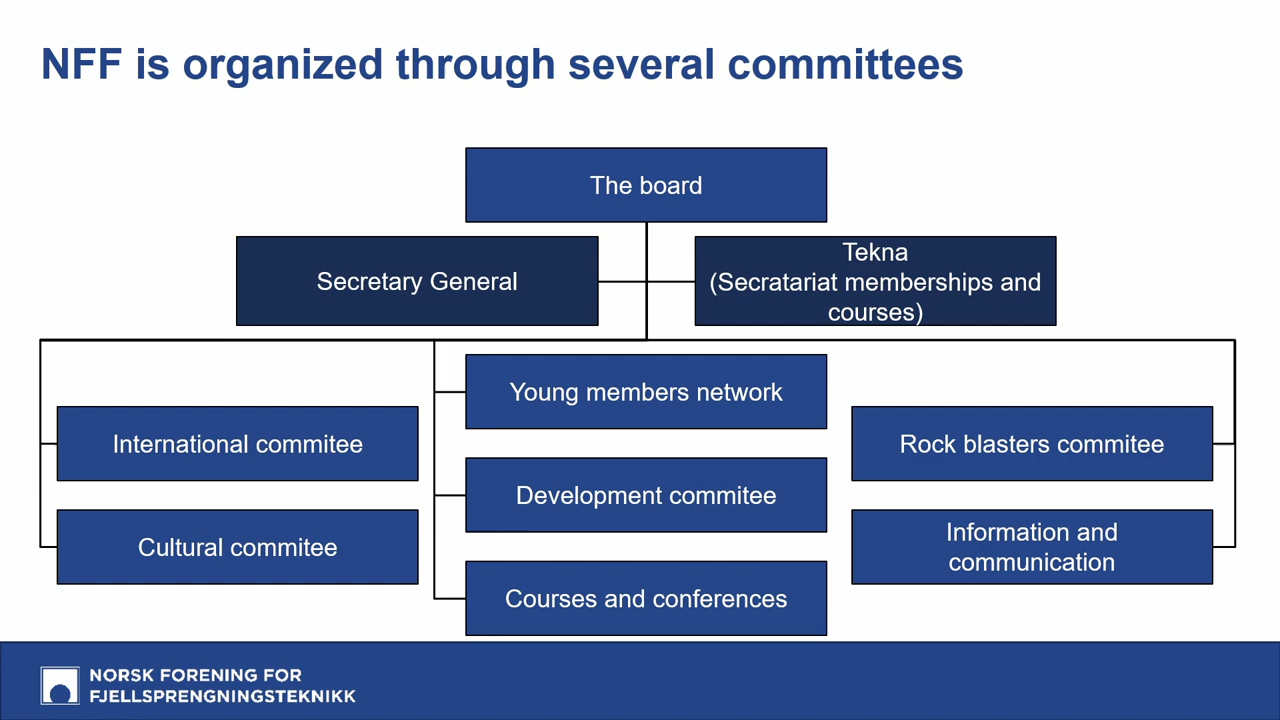 NFF is organized through several committees
The board
Secretary General
Tekna
(Secratariat memberships and
courses)
Young members network
International commitee
Rock blasters commitee
Development commitee
Cultural commitee
Information and
communication
Courses and conferences
NORSK FORENING FOR
FJELLSPRENGNINGSTEKNIKK